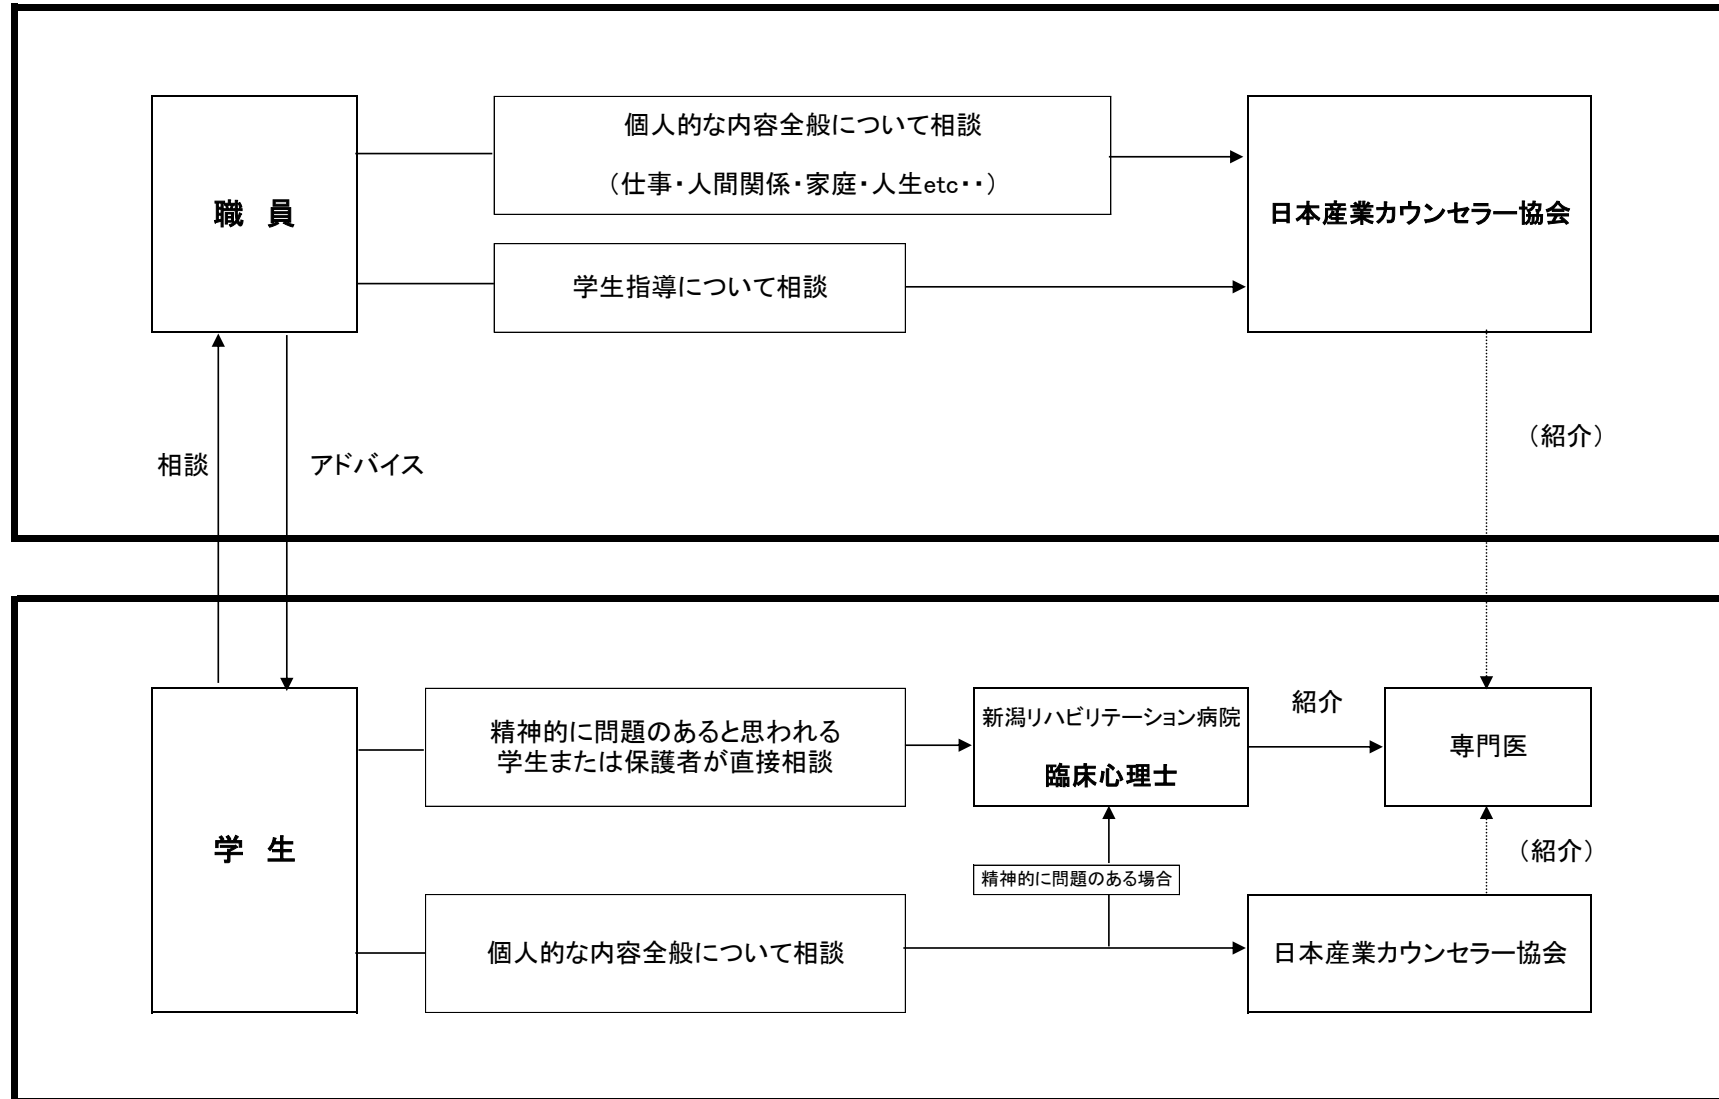 個人的な内容全般について相談
（仕事・人間関係・家庭・人生etc・・）
職　員
日本産業カウンセラー協会
学生指導について相談
（紹介）
相談
アドバイス
精神的に問題のあると思われる
学生または保護者が直接相談
新潟リハビリテーション病院
臨床心理士
紹介
専門医
学　生
（紹介）
精神的に問題のある場合
個人的な内容全般について相談
日本産業カウンセラー協会